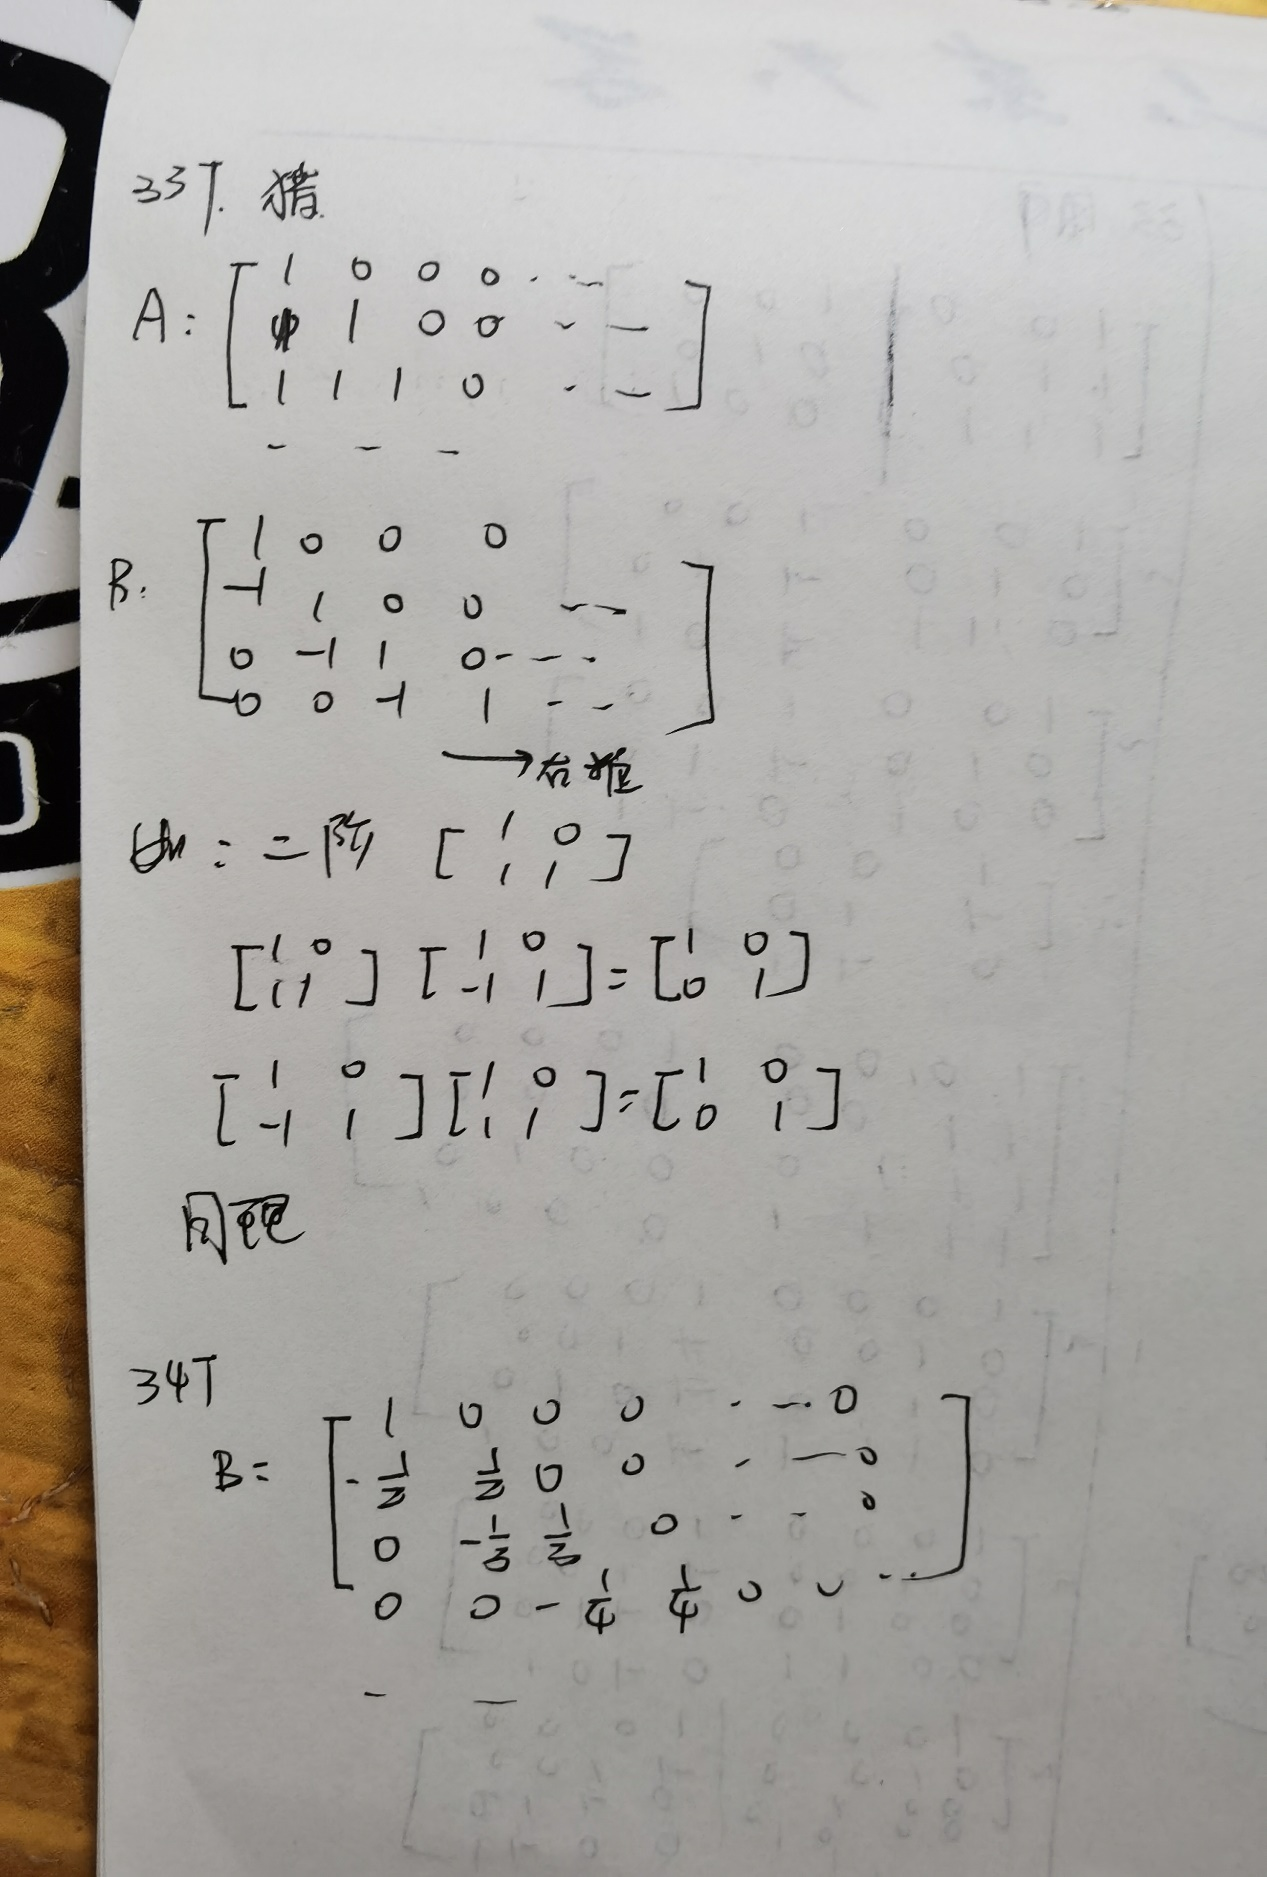 33T. 猜
A: [ 1 0 0 0 . - -
1 1 0 0 - —
1 1 1 0 . - - ]
- - -
B: [ 1 0 0 0
-1 1 0 0 - -
0 -1 1 0 - - - .
0 0 -1 1 - - ]
→ 右推
如: 二阶 [ 1 0
1 1 ]
[ 1 0
1 1 ] [ 1 0
-1 1 ] = [ 1 0
0 1 ]
[ 1 0
-1 1 ] [ 1 0
1 1 ] = [ 1 0
0 1 ]
同理
34T
B= [ 1 0 0 0 . - . 0
-1/2 1/2 0 0 - — 0
0 -1/3 1/3 0 - - 0
0 0 -1/4 1/4 0 0 . . . ]
- —